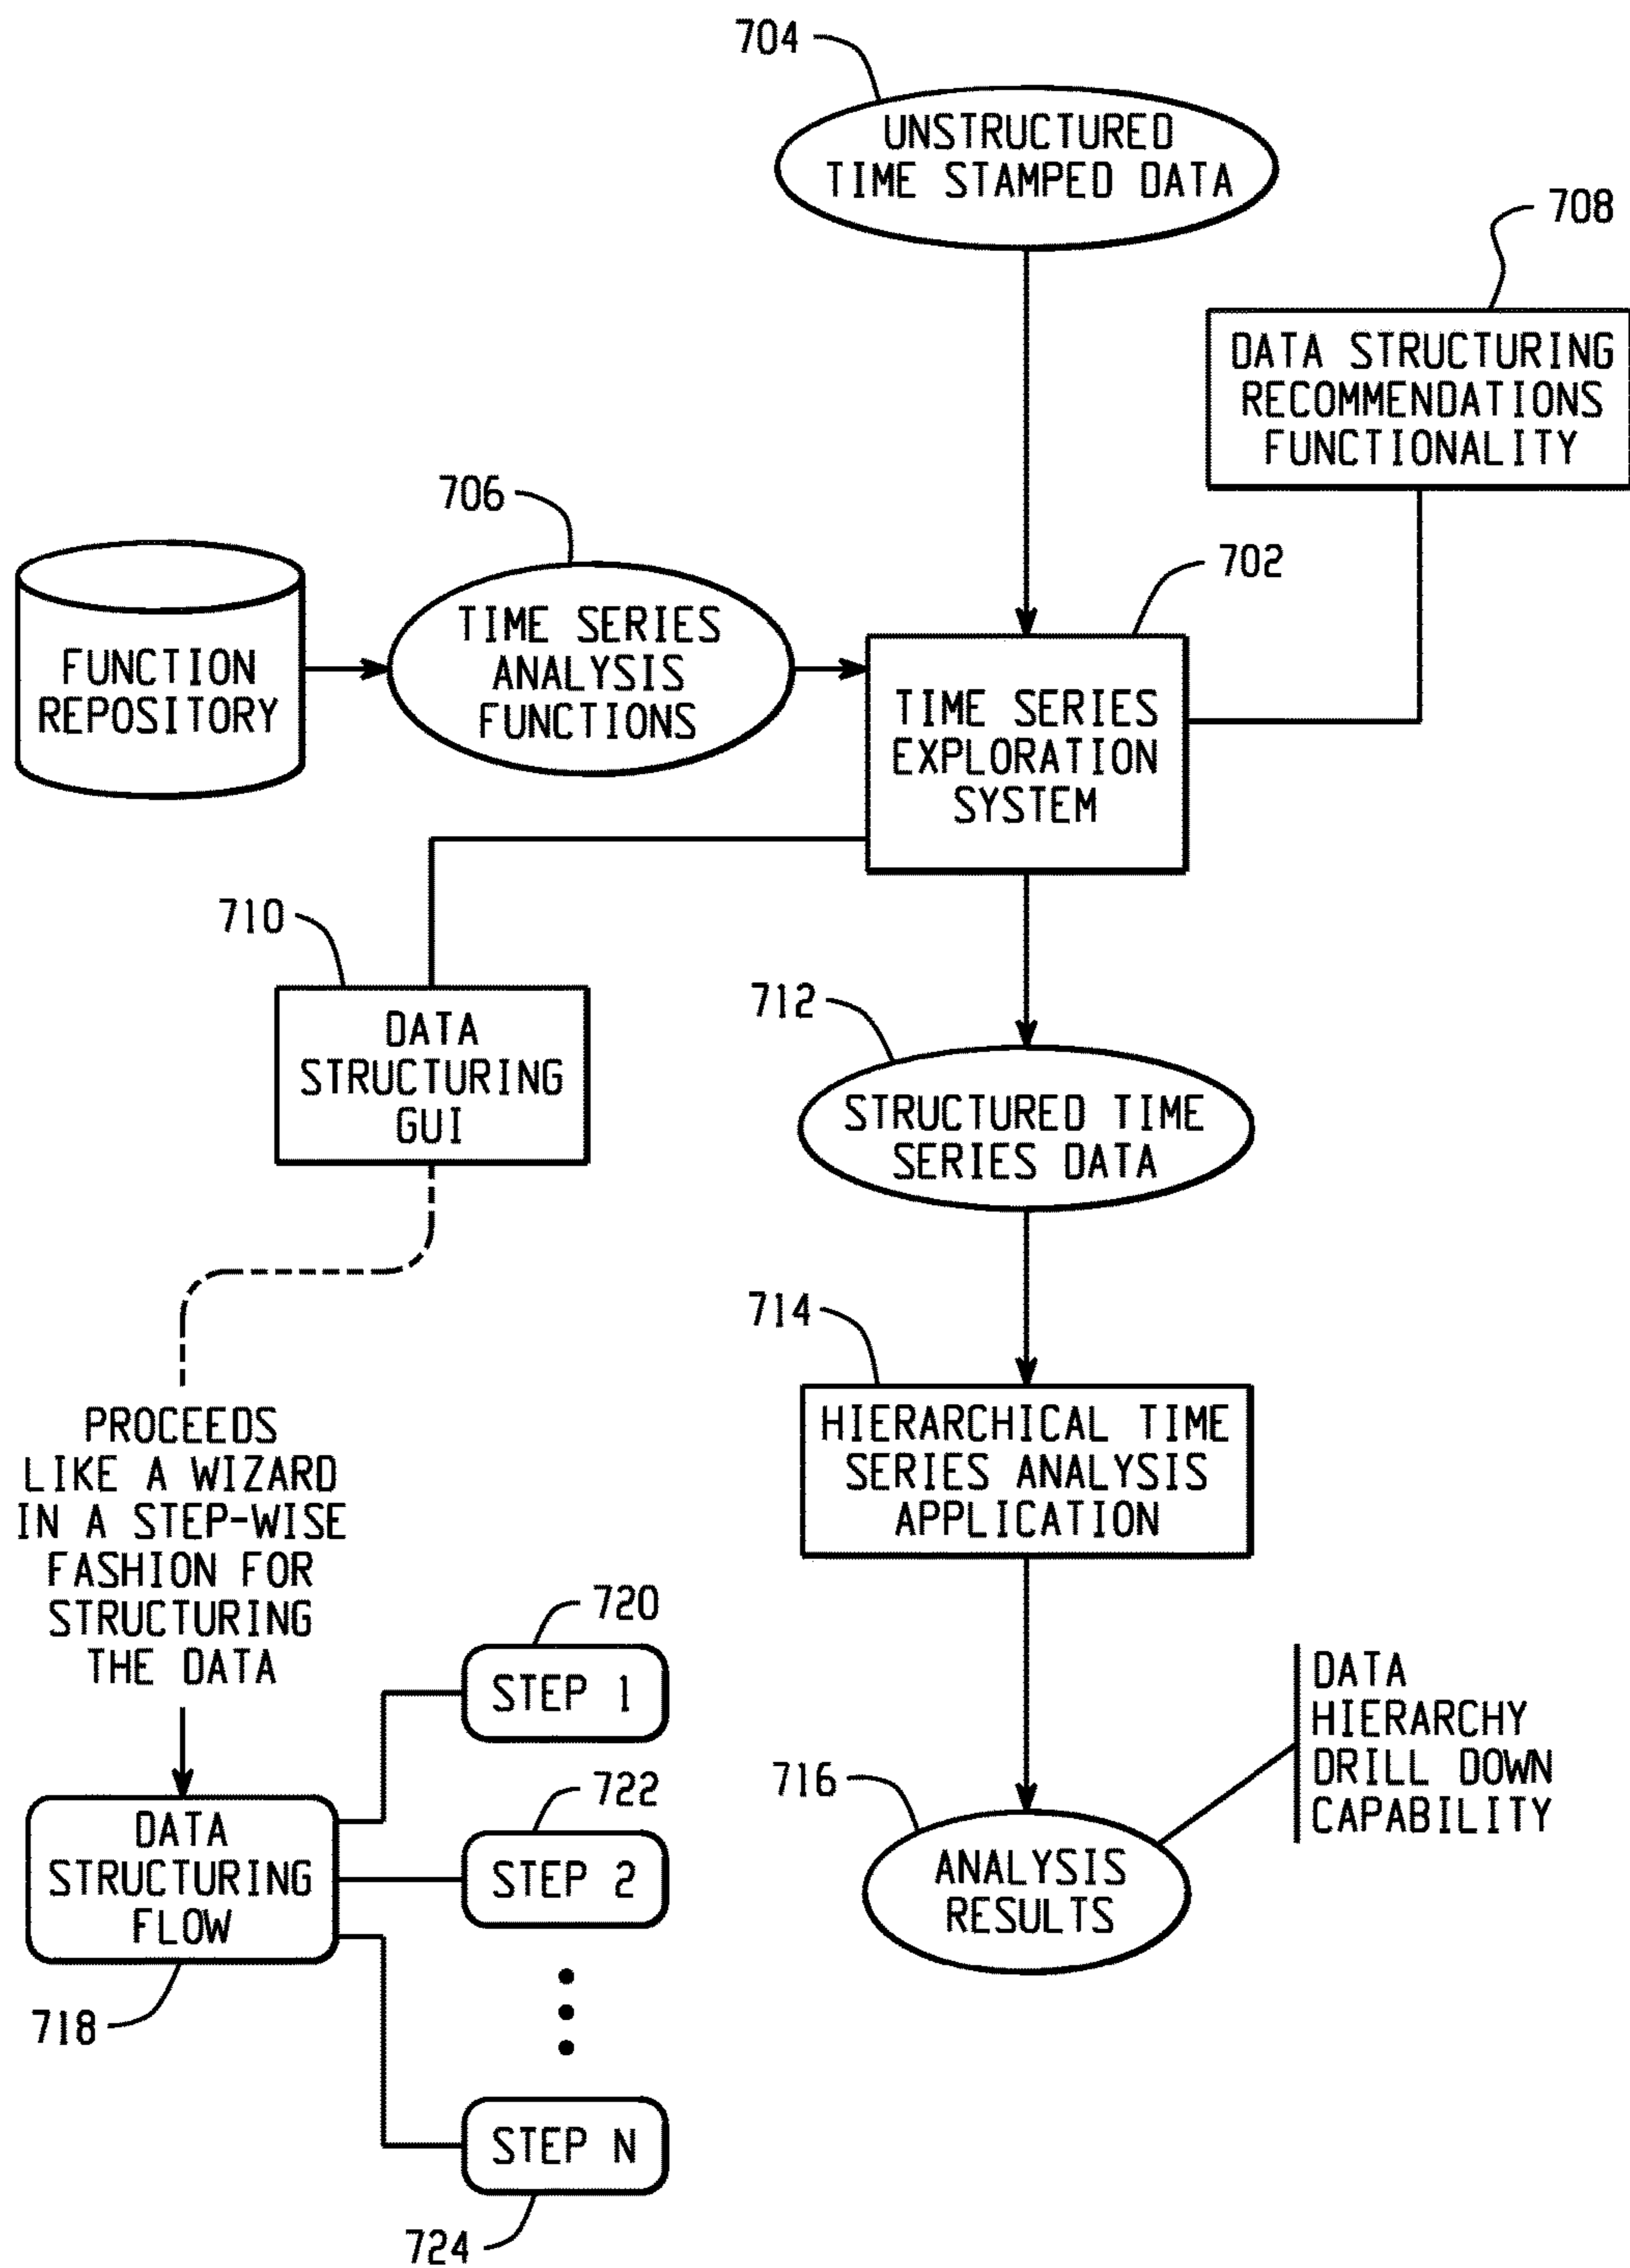 704
UNSTRUCTURED
TIME STAMPED DATA
708
DATA STRUCTURING
RECOMMENDATIONS
FUNCTIONALITY
706
702
FUNCTION
REPOSITORY
TIME SERIES
ANALYSIS
FUNCTIONS
TIME SERIES
EXPLORATION
SYSTEM
710
DATA
STRUCTURING
GUI
712
STRUCTURED TIME
SERIES DATA
714
HIERARCHICAL TIME
SERIES ANALYSIS
APPLICATION
PROCEEDS
LIKE A WIZARD
IN A STEP-WISE
FASHION FOR
STRUCTURING
THE DATA
720
STEP 1
722
STEP 2
DATA
STRUCTURING
FLOW
718
STEP N
724
716
ANALYSIS
RESULTS
DATA
HIERARCHY
DRILL DOWN
CAPABILITY